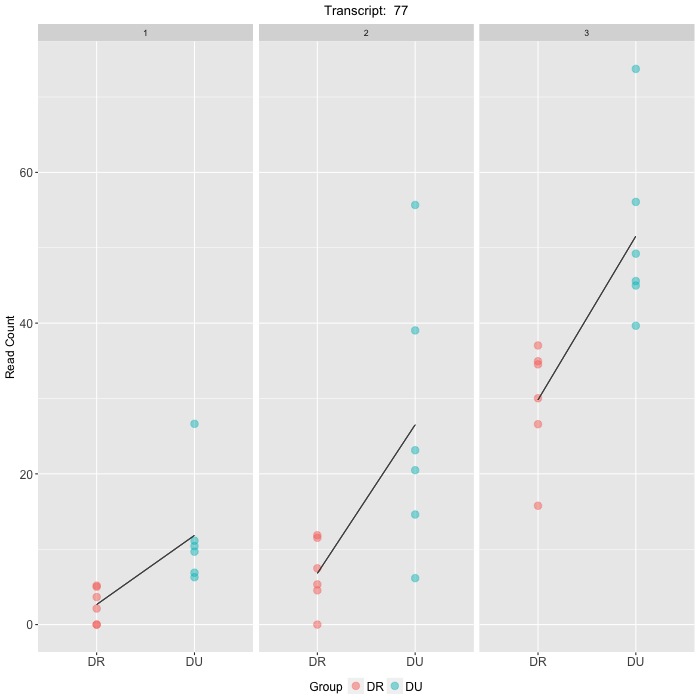 Transcript: 77
1 2 3
Read Count
60
40
20
0
DR DU DR DU DR DU
Group DR DU